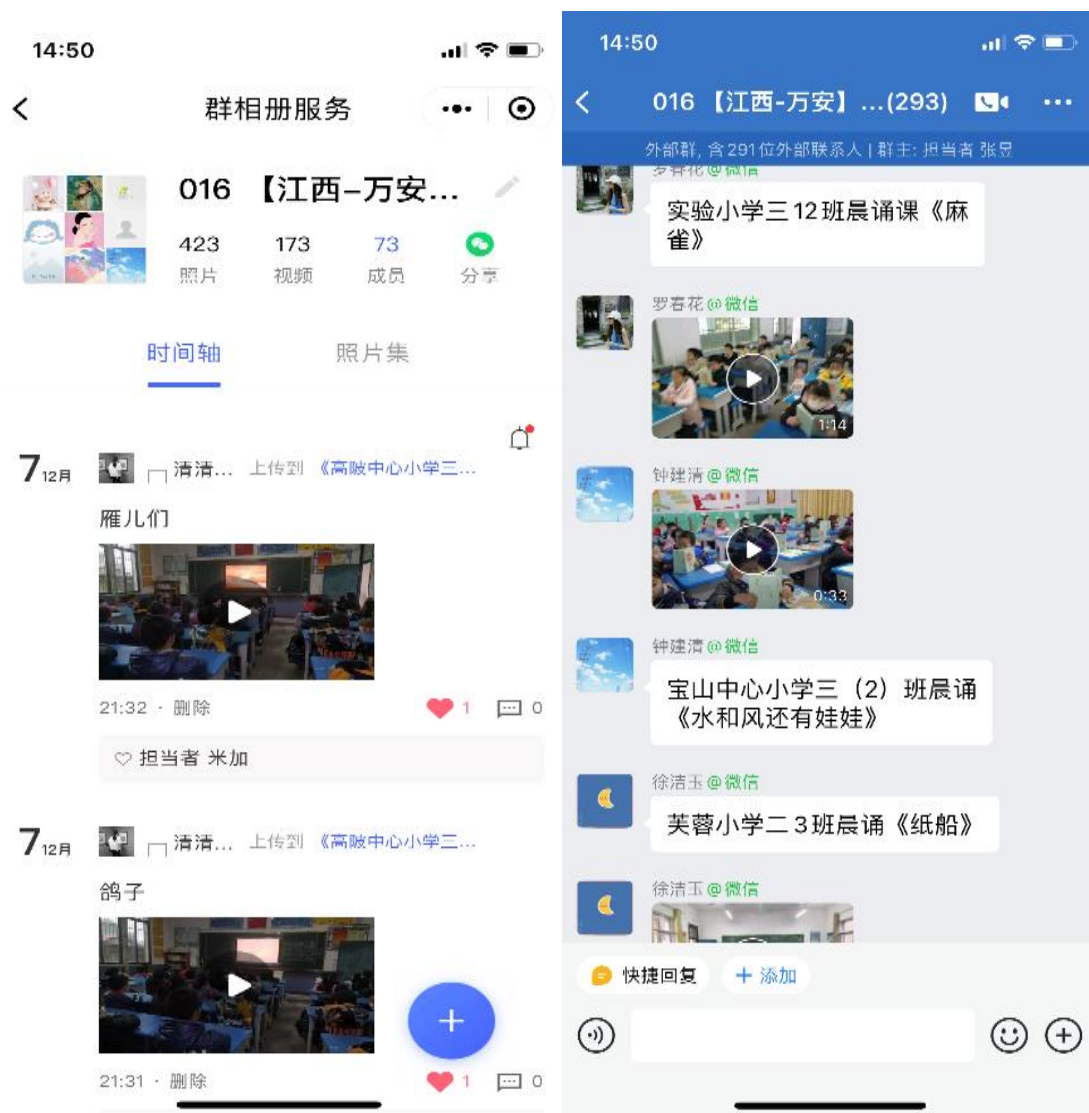 14:50
群相册服务
016 【江西-万安...
423 173 73
照片 视频 成员 分享
时间轴 照片集
7 12月 清清... 上传到 《高陂中心小学三...
雁儿们
21:32 · 删除 1 0
担当者 米加
7 12月 清清... 上传到 《高陂中心小学三...
鸽子
21:31 · 删除 1 0
14:50
016 【江西-万安】 ...(293)
外部群, 含291位外部联系人 | 群主: 担当者 张昱
罗春花@微信
实验小学三12班晨诵课《麻
雀》
罗春花@微信
1:14
钟建清@微信
0:33
钟建清@微信
宝山中心小学三（2）班晨诵
《水和风还有娃娃》
徐洁玉@微信
芙蓉小学二3班晨诵《纸船》
徐洁玉@微信
快捷回复 + 添加